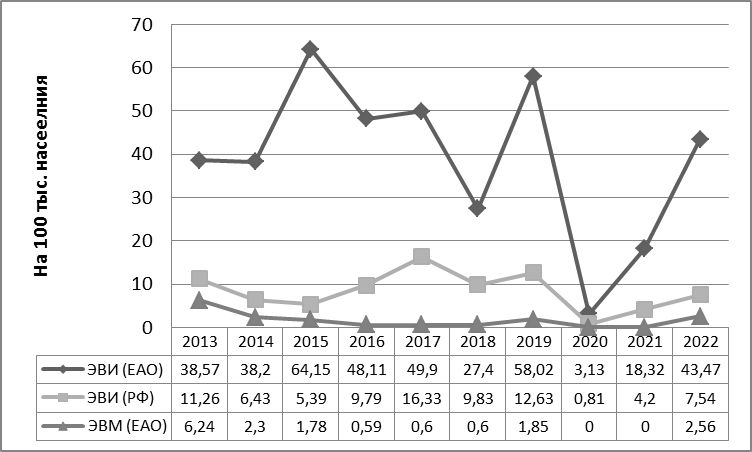 70
60
50
40
30
20
10
0
На 100 тыс. насеелния
2013 2014 2015 2016 2017 2018 2019 2020 2021 2022
ЭВИ (ЕАО) 38,57 38,2 64,15 48,11 49,9 27,4 58,02 3,13 18,32 43,47
ЭВИ (РФ) 11,26 6,43 5,39 9,79 16,33 9,83 12,63 0,81 4,2 7,54
ЭВМ (ЕАО) 6,24 2,3 1,78 0,59 0,6 0,6 1,85 0 0 2,56